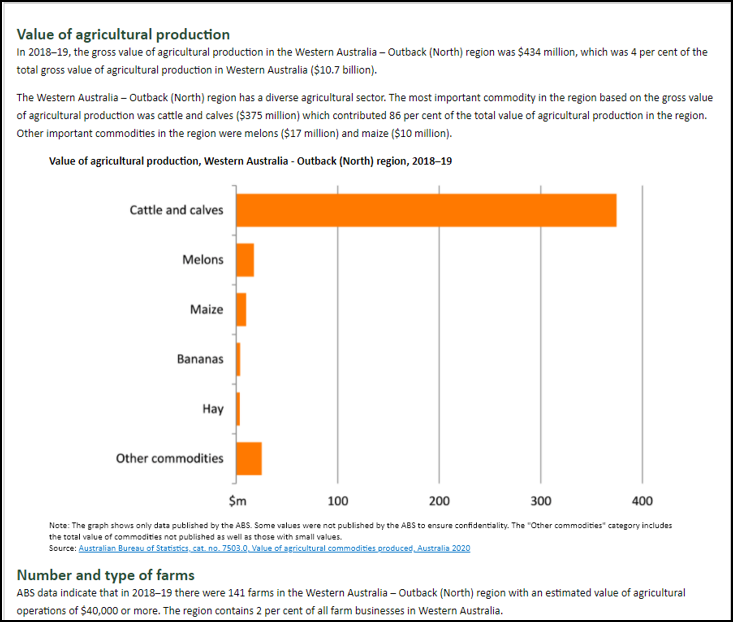 Value of agricultural production
In 2018–19, the gross value of agricultural production in the Western Australia – Outback (North) region was $434 million, which was 4 per cent of the
total gross value of agricultural production in Western Australia ($10.7 billion).
The Western Australia – Outback (North) region has a diverse agricultural sector. The most important commodity in the region based on the gross value
of agricultural production was cattle and calves ($375 million) which contributed 86 per cent of the total value of agricultural production in the region.
Other important commodities in the region were melons ($17 million) and maize ($10 million).
Value of agricultural production, Western Australia - Outback (North) region, 2018–19
Cattle and calves
Melons
Maize
Bananas
Hay
Other commodities
$m 100 200 300 400
Note: The graph shows only data published by the ABS. Some values were not published by the ABS to ensure confidentiality. The "Other commodities" category includes
the total value of commodities not published as well as those with small values.
Source: Australian Bureau of Statistics, cat. no. 7503.0, Value of agricultural commodities produced, Australia 2020
Number and type of farms
ABS data indicate that in 2018–19 there were 141 farms in the Western Australia – Outback (North) region with an estimated value of agricultural
operations of $40,000 or more. The region contains 2 per cent of all farm businesses in Western Australia.